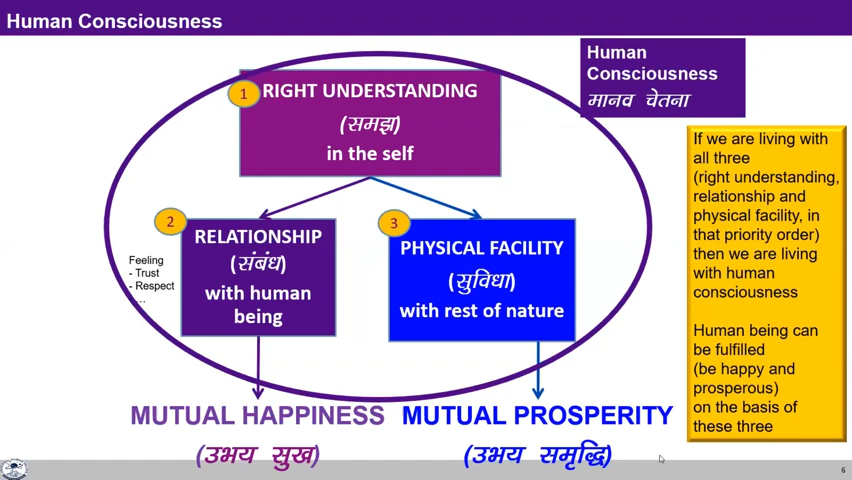 Human Consciousness
Human
Consciousness
मानव चेतना
1
RIGHT UNDERSTANDING
(समझ)
in the self
2
RELATIONSHIP
(संबंध)
with human
being
3
PHYSICAL FACILITY
(सुविधा)
with rest of nature
Feeling
- Trust
- Respect
...
MUTUAL HAPPINESS
(उभय सुख)
MUTUAL PROSPERITY
(उभय समृद्धि)
If we are living with
all three
(right understanding,
relationship and
physical facility, in
that priority order)
then we are living
with human
consciousness
Human being can
be fulfilled
(be happy and
prosperous)
on the basis of
these three
6